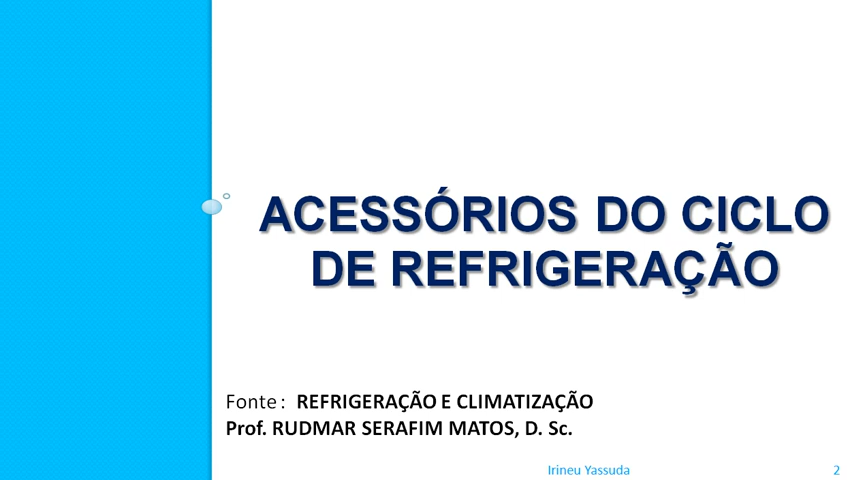 ACESSÓRIOS DO CICLO
DE REFRIGERAÇÃO
Fonte : REFRIGERAÇÃO E CLIMATIZAÇÃO
Prof. RUDMAR SERAFIM MATOS, D. Sc.
Irineu Yassuda 2